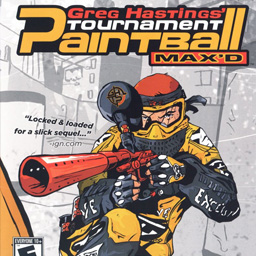 Greg Hastings'
Tournament
Paintball
MAX'D
"Locked & loaded
for a slick sequel..."
-ign.com
EVERYONE 10+
E